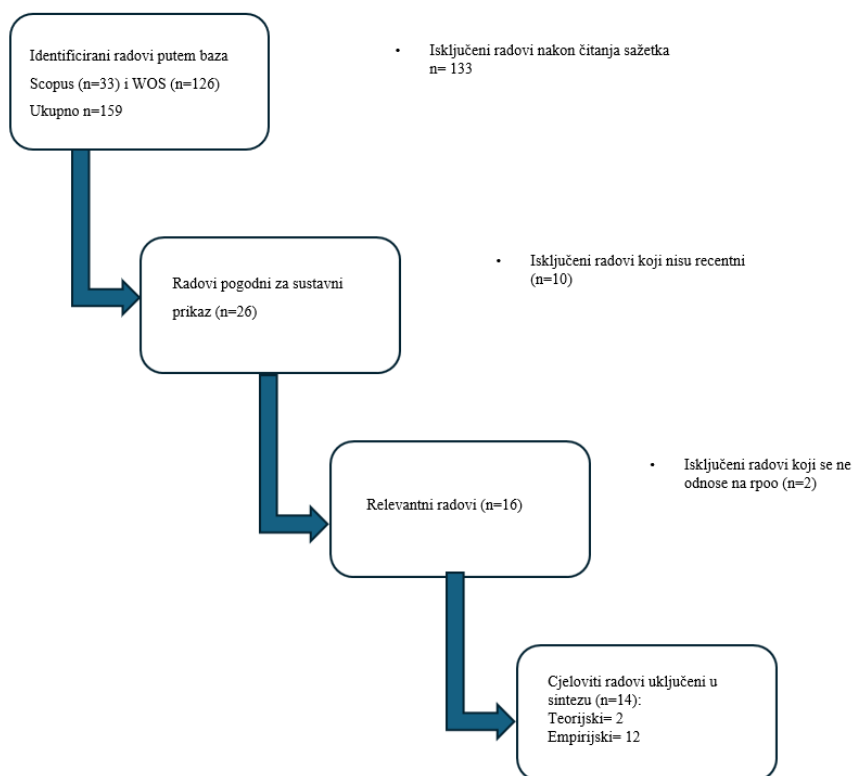 Identificirani radovi putem baza
Scopus (n=33) i WOS (n=126)
Ukupno n=159
• Isključeni radovi nakon čitanja sažetka
n= 133
Radovi pogodni za sustavni
prikaz (n=26)
• Isključeni radovi koji nisu recentni
(n=10)
Relevantni radovi (n=16)
• Isključeni radovi koji se ne
odnose na rpoo (n=2)
Cjeloviti radovi uključeni u
sintezu (n=14):
Teorijski= 2
Empirijski= 12